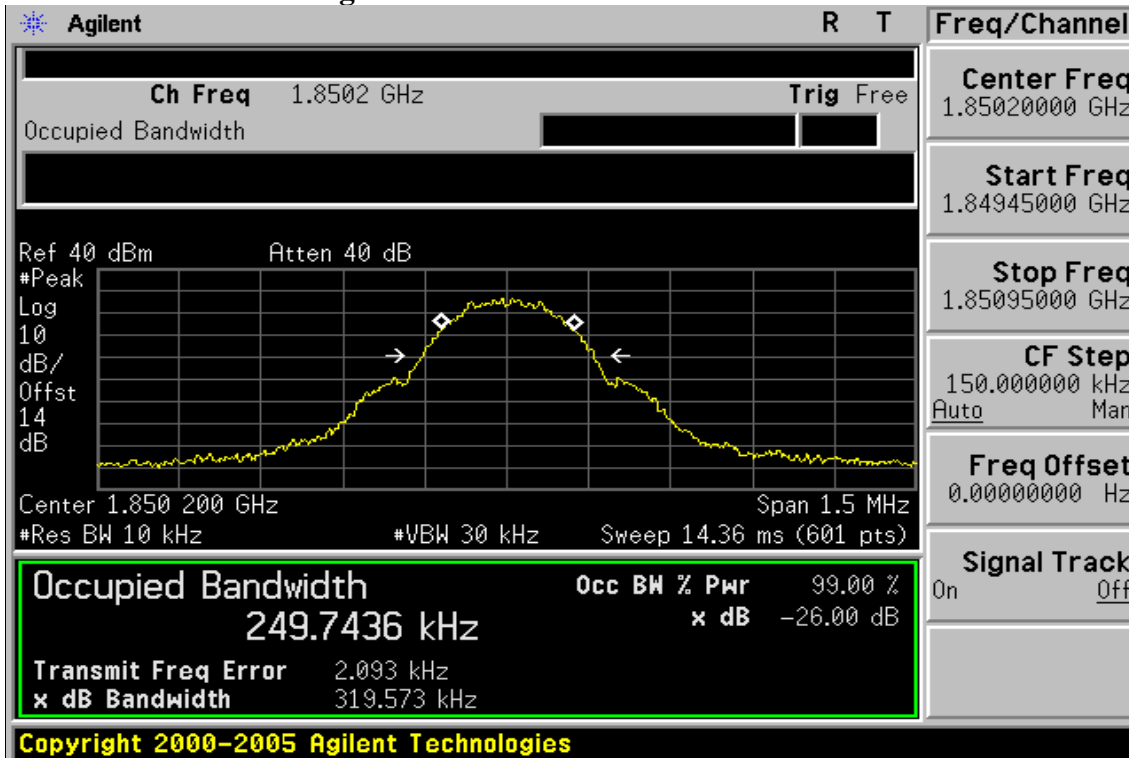 Agilent R T
Ch Freq 1.8502 GHz Trig Free
Occupied Bandwidth
Ref 40 dBm Atten 40 dB
#Peak
Log
10
dB/
Offst
14
dB
Center 1.850 200 GHz Span 1.5 MHz
#Res BW 10 kHz #VBW 30 kHz Sweep 14.36 ms (601 pts)
Occupied Bandwidth Occ BW % Pwr 99.00 %
249.7436 kHz x dB -26.00 dB
Transmit Freq Error 2.093 kHz
x dB Bandwidth 319.573 kHz
Copyright 2000-2005 Agilent Technologies
Freq/Channel
Center Freq
1.85020000 GHz
Start Freq
1.84945000 GHz
Stop Freq
1.85095000 GHz
CF Step
150.000000 kHz
Auto Man
Freq Offset
0.00000000 Hz
Signal Track
On Off